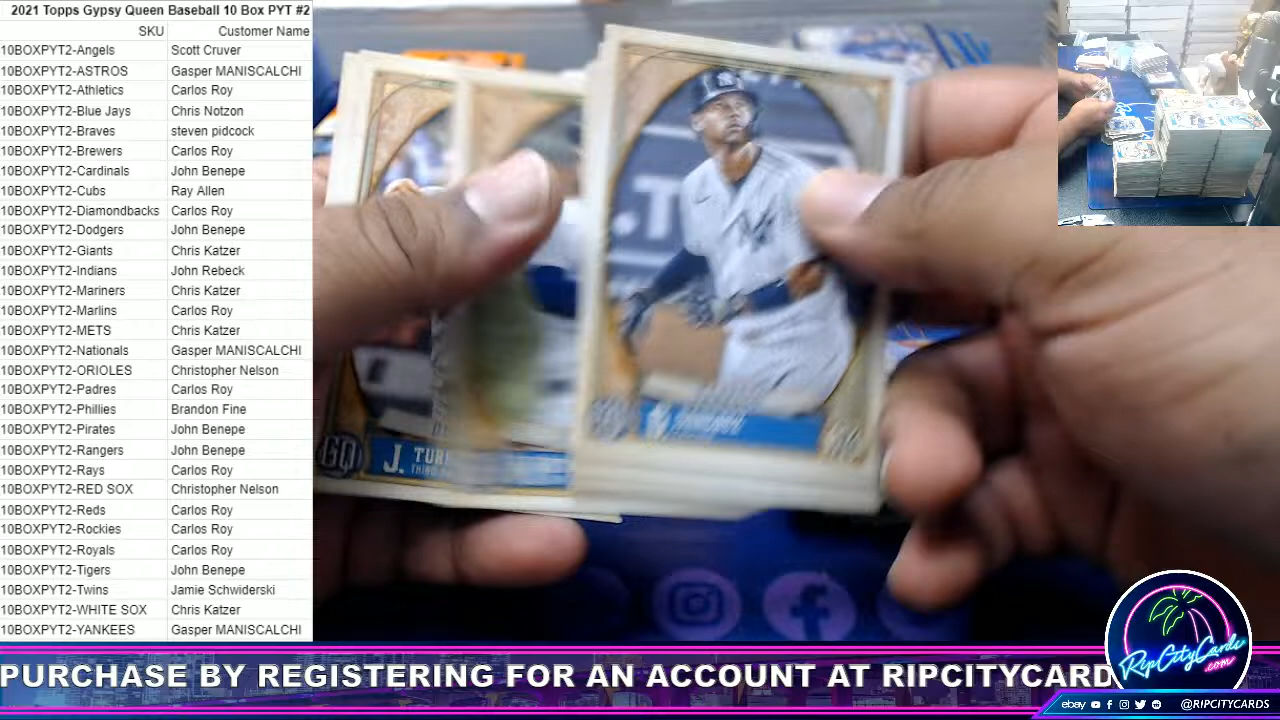 2021 Topps Gypsy Queen Baseball 10 Box PYT #2
SKU Customer Name
10BOXPYT2-Angels Scott Cruver
10BOXPYT2-ASTROS Gasper MANISCALCHI
10BOXPYT2-Athletics Carlos Roy
10BOXPYT2-Blue Jays Chris Notzon
10BOXPYT2-Braves steven pidcock
10BOXPYT2-Brewers Carlos Roy
10BOXPYT2-Cardinals John Benepe
10BOXPYT2-Cubs Ray Allen
10BOXPYT2-Diamondbacks Carlos Roy
10BOXPYT2-Dodgers John Benepe
10BOXPYT2-Giants Chris Katzer
10BOXPYT2-Indians John Rebeck
10BOXPYT2-Mariners Chris Katzer
10BOXPYT2-Marlins Carlos Roy
10BOXPYT2-METS Chris Katzer
10BOXPYT2-Nationals Gasper MANISCALCHI
10BOXPYT2-ORIOLES Christopher Nelson
10BOXPYT2-Padres Carlos Roy
10BOXPYT2-Phillies Brandon Fine
10BOXPYT2-Pirates John Benepe
10BOXPYT2-Rangers John Benepe
10BOXPYT2-Rays Carlos Roy
10BOXPYT2-RED SOX Christopher Nelson
10BOXPYT2-Reds Carlos Roy
10BOXPYT2-Rockies Carlos Roy
10BOXPYT2-Royals Carlos Roy
10BOXPYT2-Tigers John Benepe
10BOXPYT2-Twins Jamie Schwiderski
10BOXPYT2-WHITE SOX Chris Katzer
10BOXPYT2-YANKEES Gasper MANISCALCHI
GQ J. TUR
PURCHASE BY REGISTERING FOR AN ACCOUNT AT RIPCITYCARD
RipCityCards
.com
ebay @RIPCITYCARDS